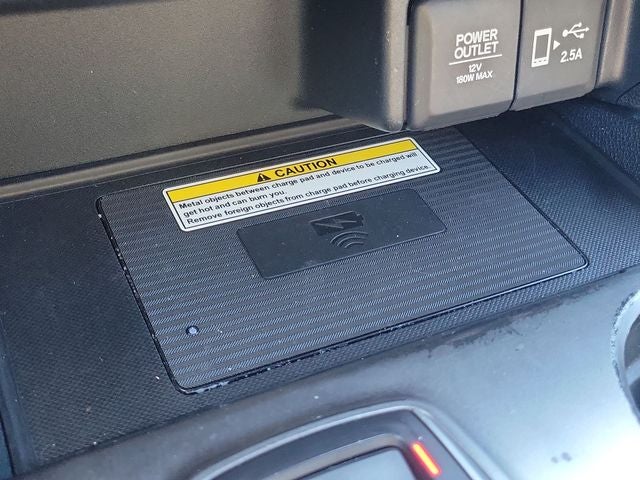 POWER
OUTLET
12V
180W MAX
2.5A
CAUTION
Metal objects between charge pad and device to be charged will
get hot and can burn you.
Remove foreign objects from charge pad before charging device.